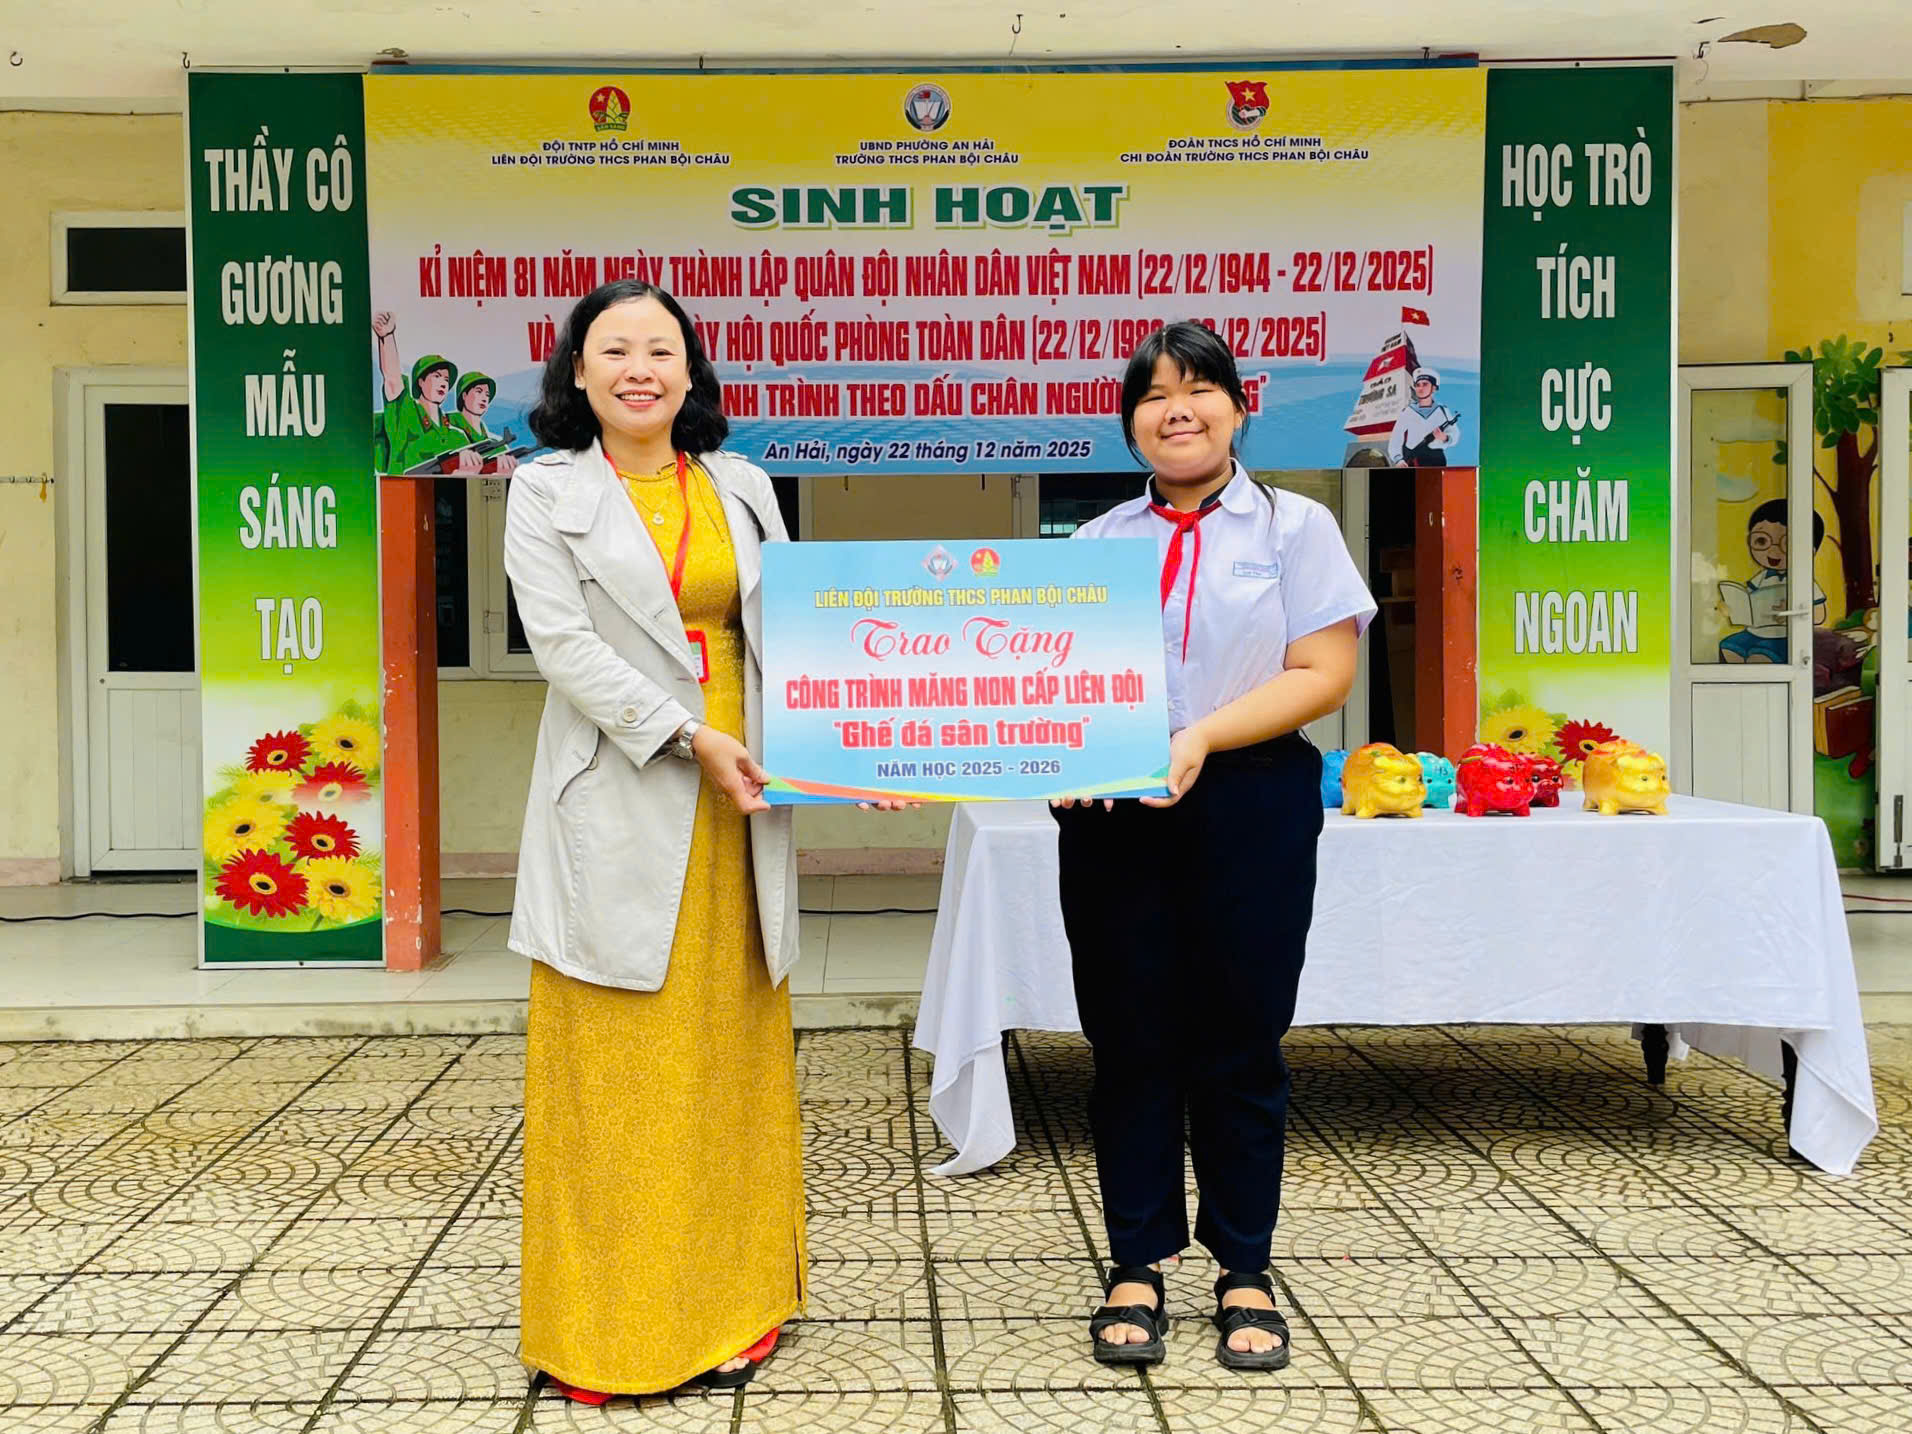 THẦY CÔ
GƯƠNG
MẪU
SÁNG
TẠO
ĐỘI TNTP HỒ CHÍ MINH
LIÊN ĐỘI TRƯỜNG THCS PHAN BỘI CHÂU
UBND PHƯỜNG AN HẢI
TRƯỜNG THCS PHAN BỘI CHÂU
ĐOÀN TNCS HỒ CHÍ MINH
CHI ĐOÀN TRƯỜNG THCS PHAN BỘI CHÂU
SINH HOẠT
KỈ NIỆM 81 NĂM NGÀY THÀNH LẬP QUÂN ĐỘI NHÂN DÂN VIỆT NAM (22/12/1944 - 22/12/2025)
VÀ HỘI QUỐC PHÒNG TOÀN DÂN 12/2025)
TRÌNH THEO DẤU CHÂN NGƯỜI
An Hải, ngày 22 tháng 12 năm 2025
ĐẢO
TRƯỜNG SA
HỌC TRÒ
TÍCH
CỰC
CHĂM
NGOAN
LIÊN ĐỘI TRƯỜNG THCS PHAN BỘI CHÂU
Trao Tặng
CÔNG TRÌNH MĂNG NON CẤP LIÊN ĐỘI
"Ghế đá sân trường"
NĂM HỌC 2025 - 2026